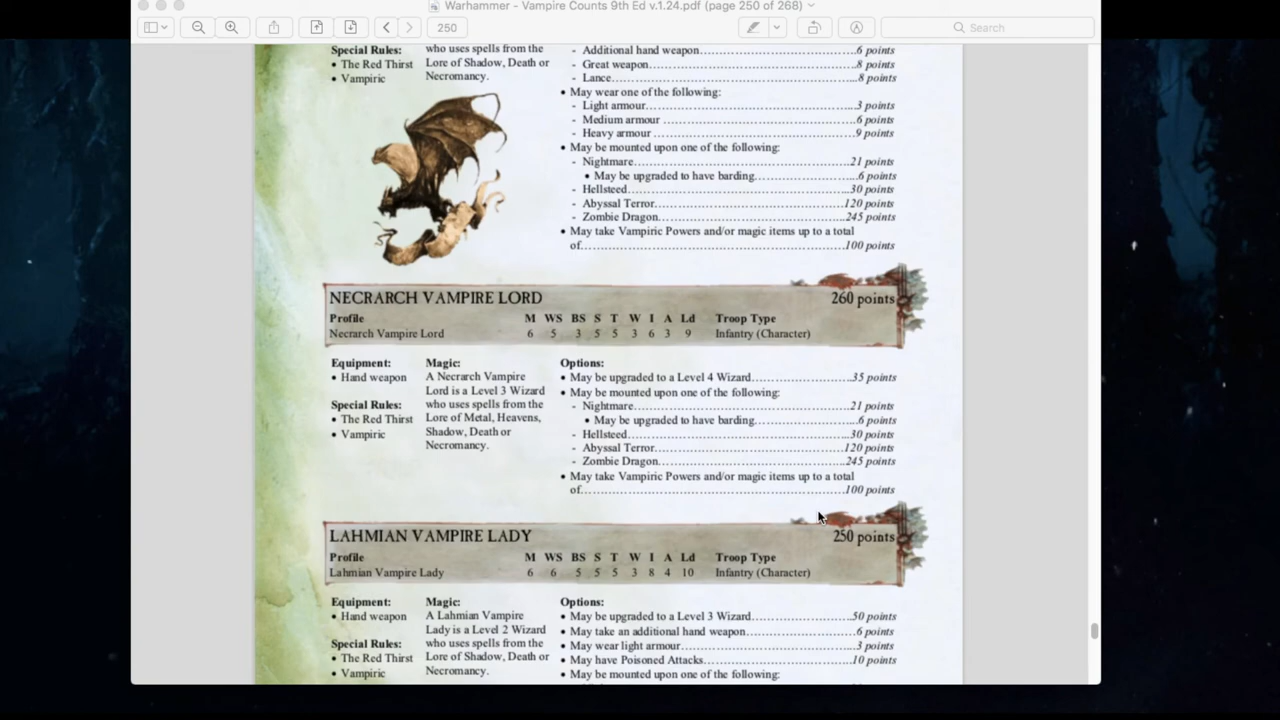 Warhammer - Vampire Counts 9th Ed v.1.24.pdf (page 250 of 268)
250
Search
Special Rules:
• The Red Thirst
• Vampiric
who uses spells from the
Lore of Shadow, Death or
Necromancy.
- Additional hand weapon 6 points
- Great weapon 8 points
- Lance 8 points
• May wear one of the following:
- Light armour 3 points
- Medium armour 6 points
- Heavy armour 9 points
• May be mounted upon one of the following:
- Nightmare 21 points
• May be upgraded to have barding 6 points
- Hellsteed 30 points
- Abyssal Terror 120 points
- Zombie Dragon 245 points
• May take Vampiric Powers and/or magic items up to a total
of 100 points
NECRARCH VAMPIRE LORD 260 points
Profile M WS BS S T W I A Ld Troop Type
Necrarch Vampire Lord 6 5 3 5 5 3 6 3 9 Infantry (Character)
Equipment:
• Hand weapon
Special Rules:
• The Red Thirst
• Vampiric
Magic:
A Necrarch Vampire
Lord is a Level 3 Wizard
who uses spells from the
Lore of Metal, Heavens,
Shadow, Death or
Necromancy.
Options:
• May be upgraded to a Level 4 Wizard 35 points
• May be mounted upon one of the following:
- Nightmare 21 points
• May be upgraded to have barding 6 points
- Hellsteed 30 points
- Abyssal Terror 120 points
- Zombie Dragon 245 points
• May take Vampiric Powers and/or magic items up to a total
of 100 points
LAHMIAN VAMPIRE LADY 250 points
Profile M WS BS S T W I A Ld Troop Type
Lahmian Vampire Lady 6 6 5 5 5 3 8 4 10 Infantry (Character)
Equipment:
• Hand weapon
Special Rules:
• The Red Thirst
• Vampiric
Magic:
A Lahmian Vampire
Lady is a Level 2 Wizard
who uses spells from the
Lore of Shadow, Death or
Necromancy.
Options:
• May be upgraded to a Level 3 Wizard 50 points
• May take an additional hand weapon 6 points
• May wear light armour 3 points
• May have Poisoned Attacks 10 points
• May be mounted upon one of the following: